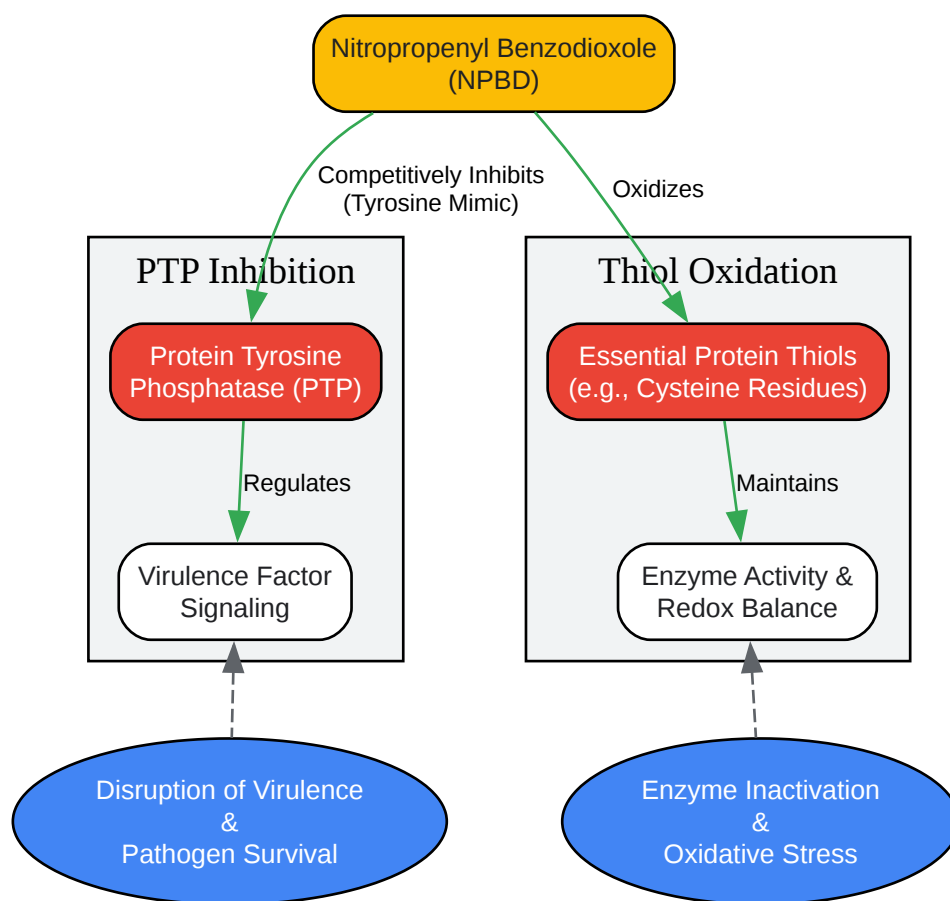 Nitropropenyl Benzodioxole
(NPBD)
Competitively Inhibits
(Tyrosine Mimic)
Oxidizes
PTP Inhibition
Thiol Oxidation
Protein Tyrosine
Phosphatase (PTP)
Essential Protein Thiols
(e.g., Cysteine Residues)
Regulates
Maintains
Virulence Factor
Signaling
Enzyme Activity &
Redox Balance
Disruption of Virulence
&
Pathogen Survival
Enzyme Inactivation
&
Oxidative Stress